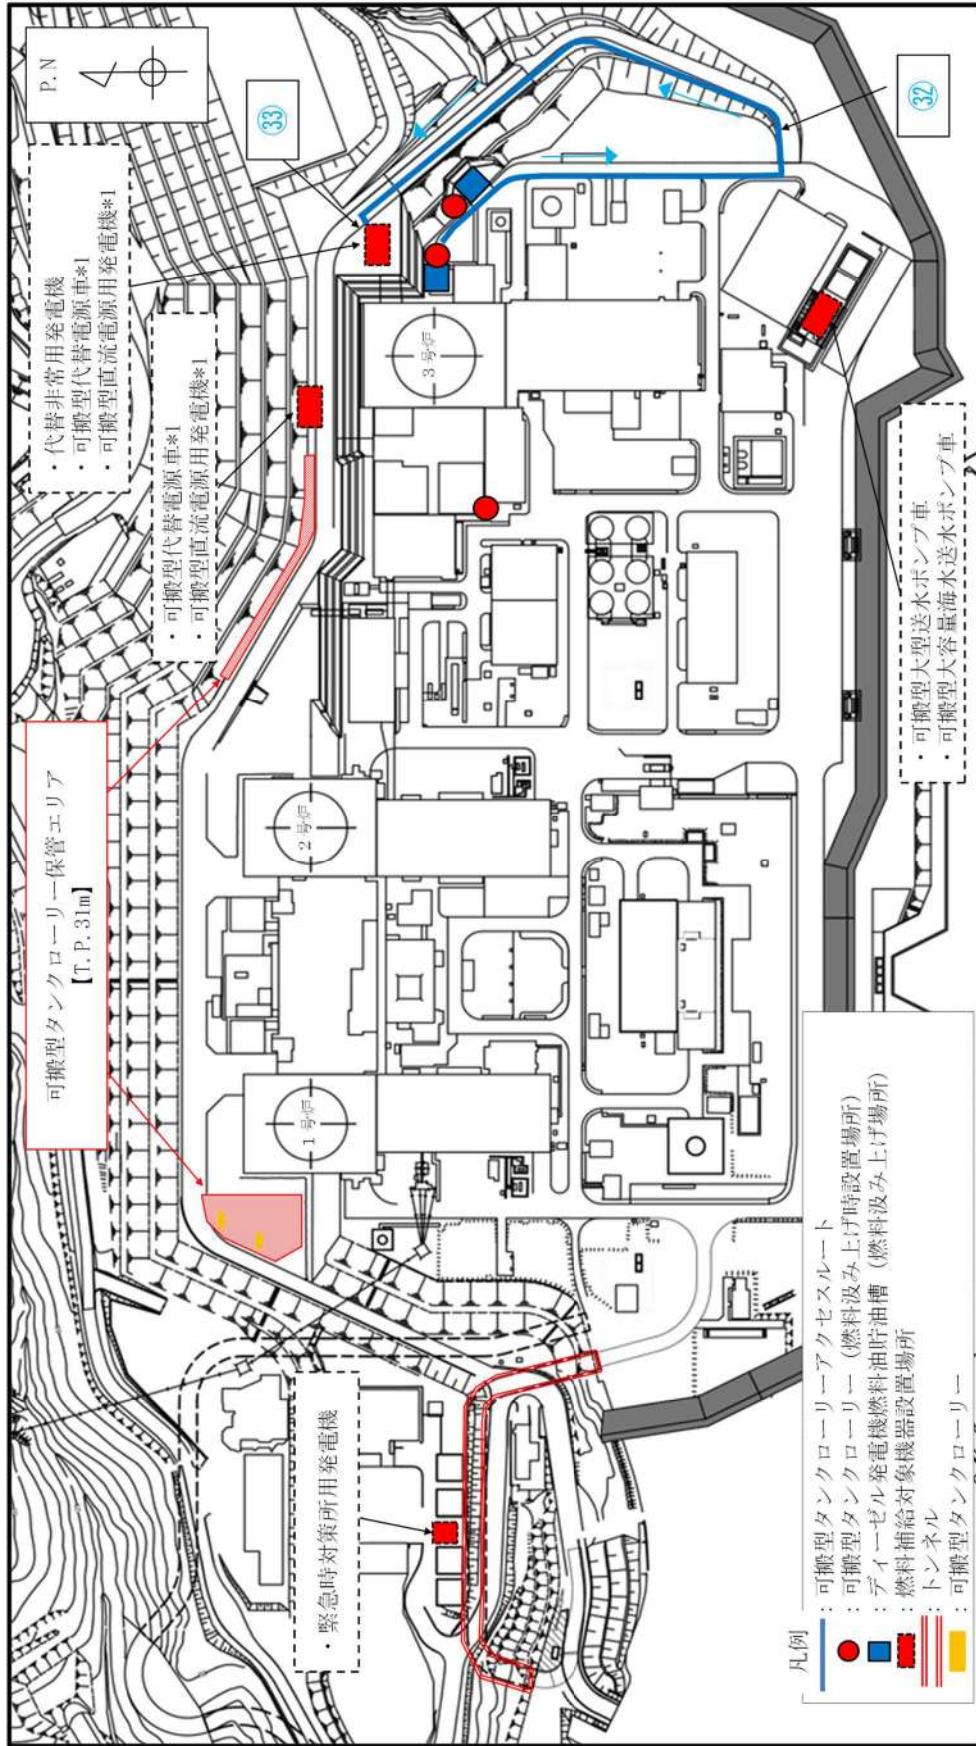 P.N
・代替非常用発電機
・可搬型代替電源車*1
・可搬型直流電源用発電機*1
㉝
・可搬型代替電源車*1
・可搬型直流電源用発電機*1
㉜
可搬型タンクローリー保管エリア
【T.P.31m】
3号炉
2号炉
1号炉
・緊急時対策所用発電機
・可搬型大型送水ポンプ車
・可搬型大容量海水送水ポンプ車
凡例
：可搬型タンクローリーアクセスルート
：可搬型タンクローリー（燃料汲み上げ時設置場所）
：ディーゼル発電機燃料油貯油槽（燃料汲み上げ場所）
：燃料補給対象機器設置場所
：トンネル
：可搬型タンクローリー